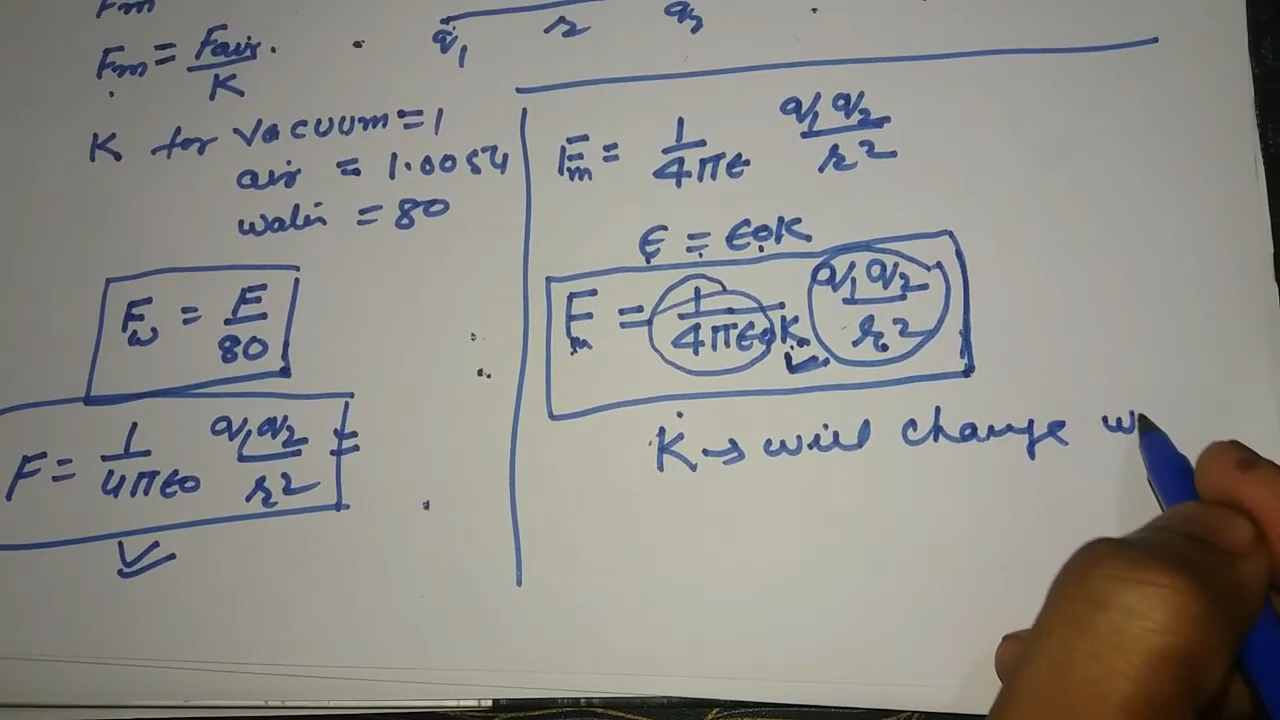 Fm
Fm = Fair / K
K for vacuum = 1
air = 1.0054
water = 80
Fw = F / 80
F = 1 / 4πϵ0 q1q2 / r2 =
q1 r q2
Fm = 1 / 4πϵ q1q2 / r2
ϵ = ϵ0K
Fm = 1 / 4πϵ0K q1q2 / r2
K → will change w